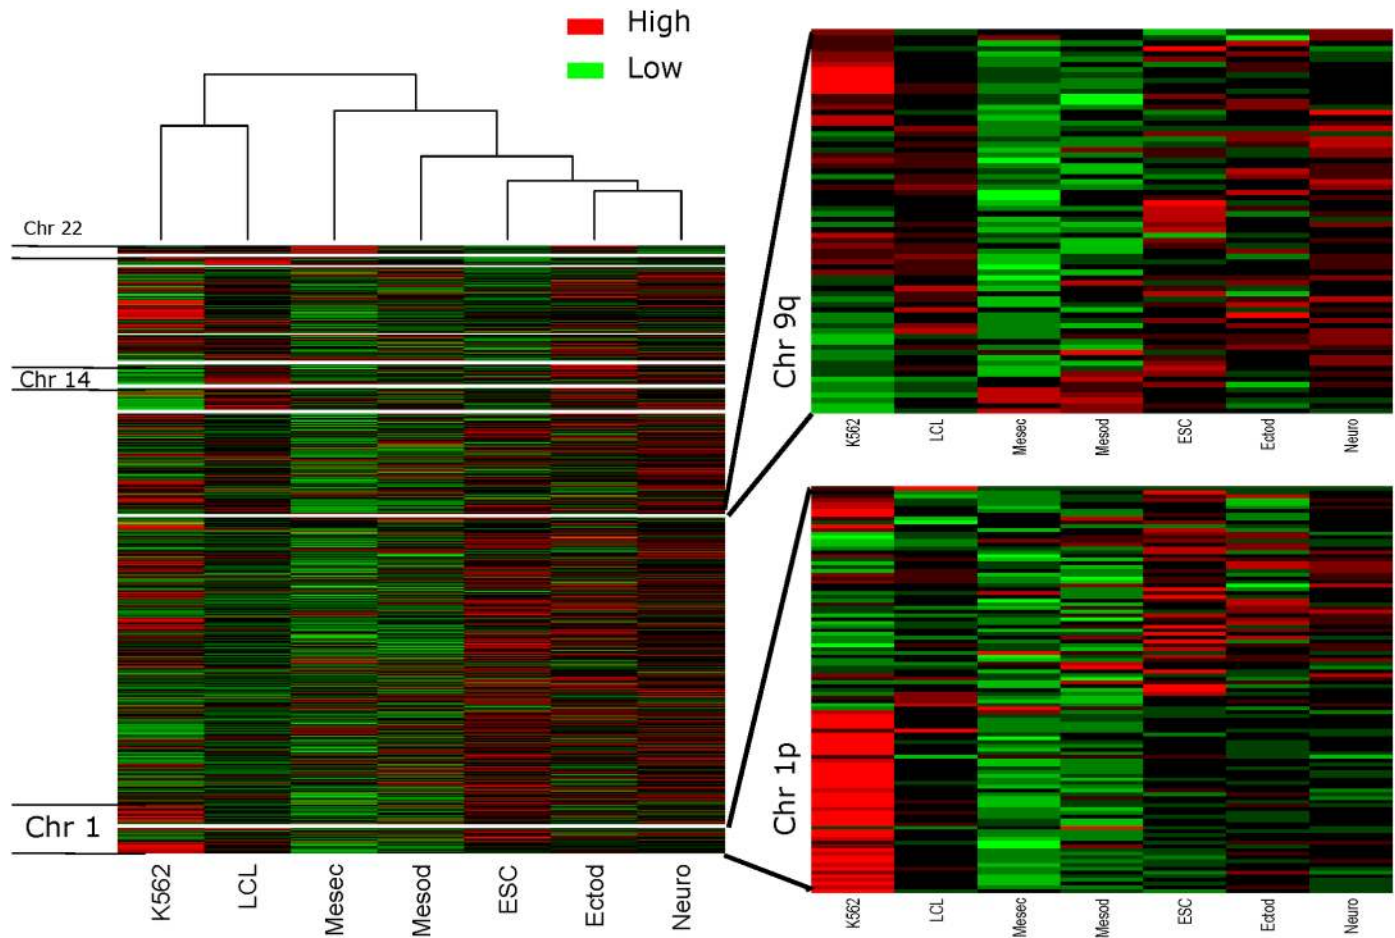 High
Low
Chr 22
Chr 14
Chr 1
K562
LCL
Mesec
Mesod
ESC
Ectod
Neuro
Chr 9q
K562
LCL
Mesec
Mesod
ESC
Ectod
Neuro
Chr 1p
K562
LCL
Mesec
Mesod
ESC
Ectod
Neuro